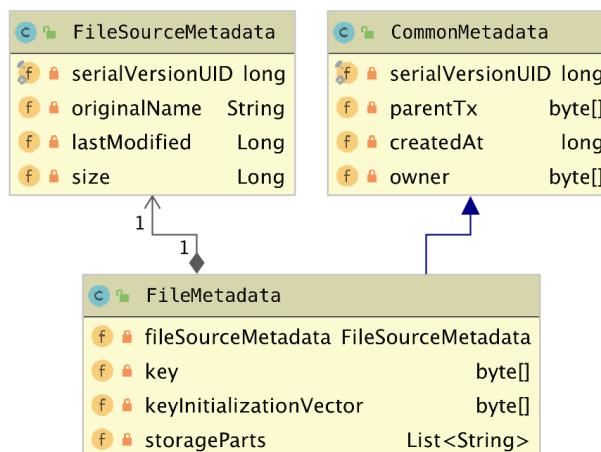 FileSourceMetadata
serialVersionUID long
originalName String
lastModified Long
size Long
CommonMetadata
serialVersionUID long
parentTx byte[]
createdAt long
owner byte[]
1
1
FileMetadata
fileSourceMetadata FileSourceMetadata
key byte[]
keyInitializationVector byte[]
storageParts List<String>